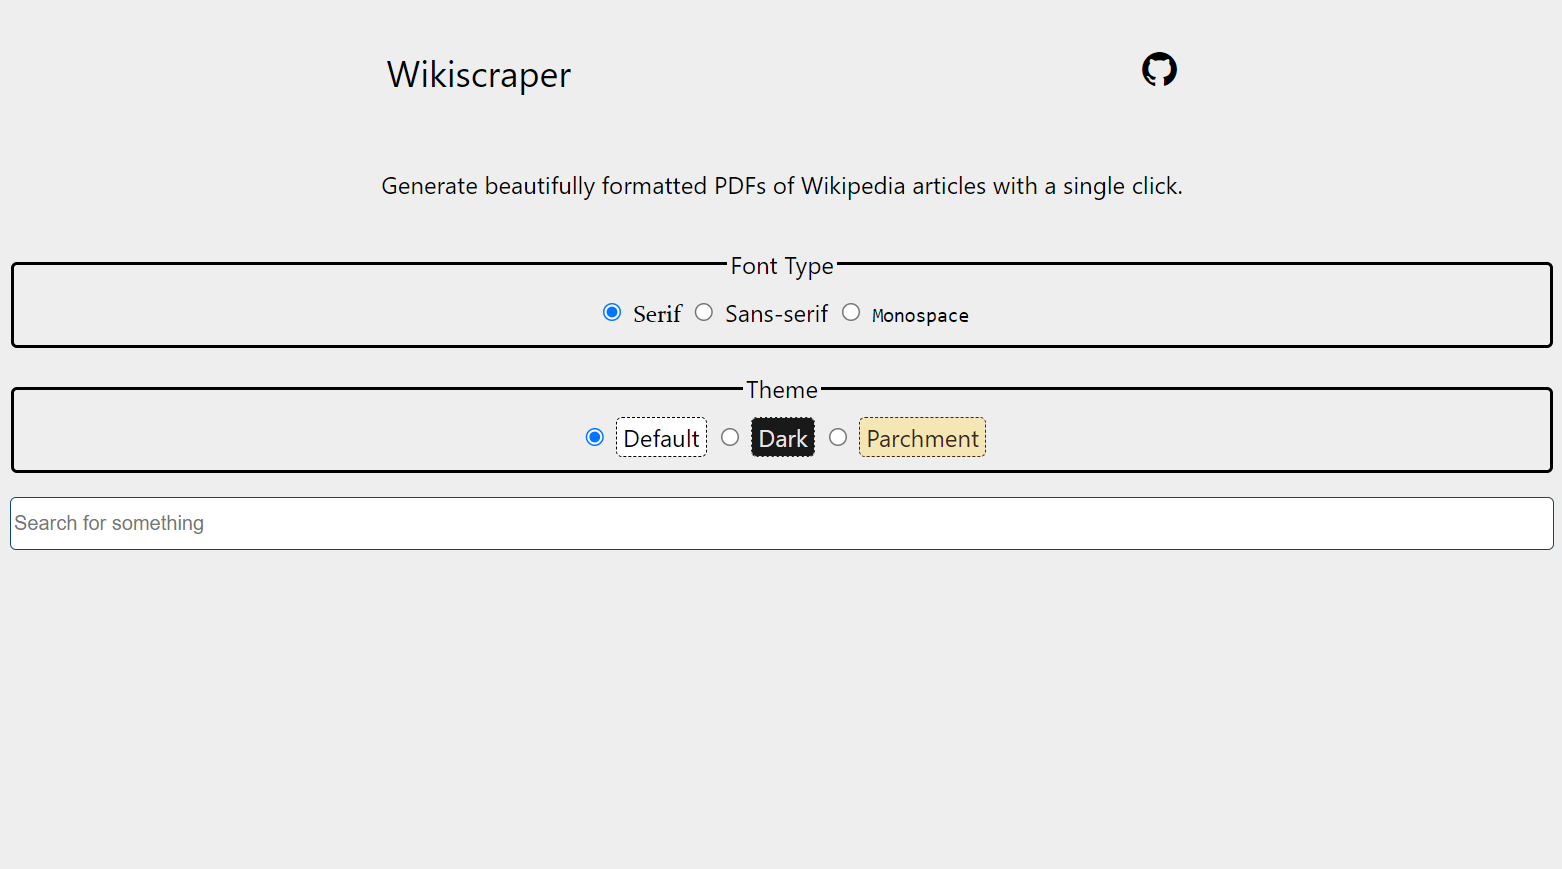 Wikiscraper
Generate beautifully formatted PDFs of Wikipedia articles with a single click.
Font Type
Serif Sans-serif Monospace
Theme
Default Dark Parchment
Search for something